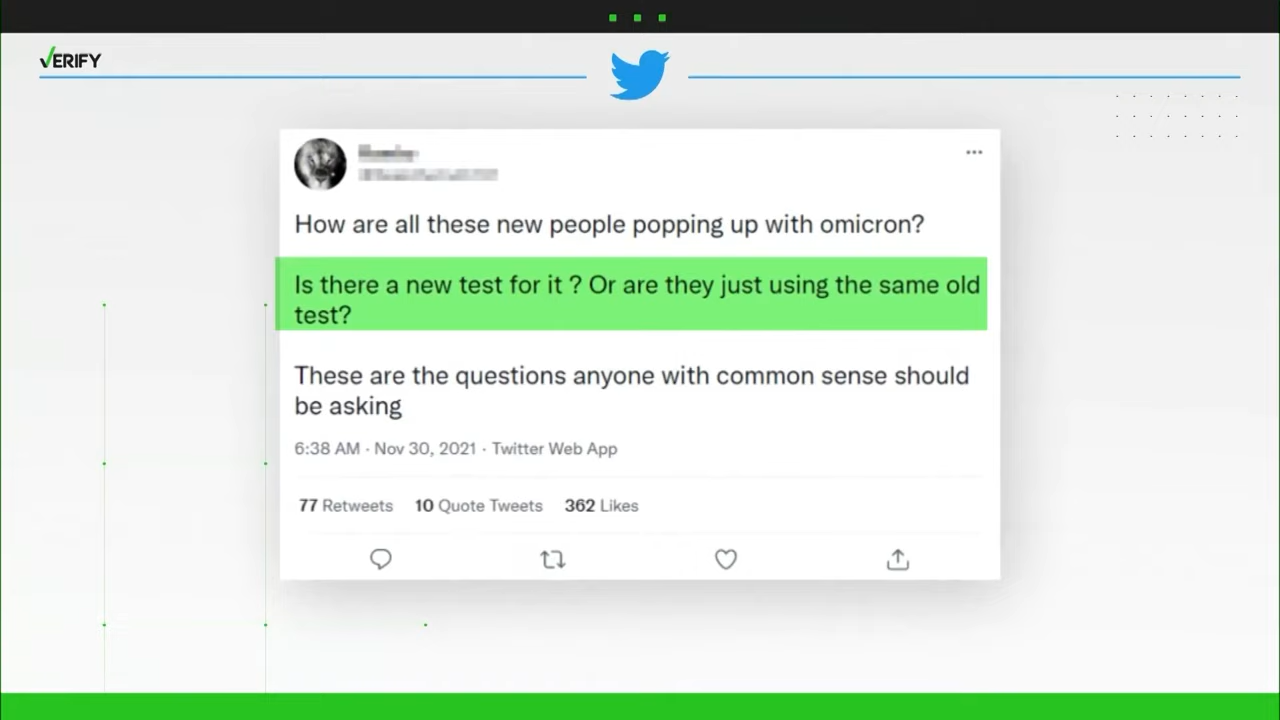 VERIFY
How are all these new people popping up with omicron?
Is there a new test for it ? Or are they just using the same old
test?
These are the questions anyone with common sense should
be asking
6:38 AM · Nov 30, 2021 · Twitter Web App
77 Retweets 10 Quote Tweets 362 Likes